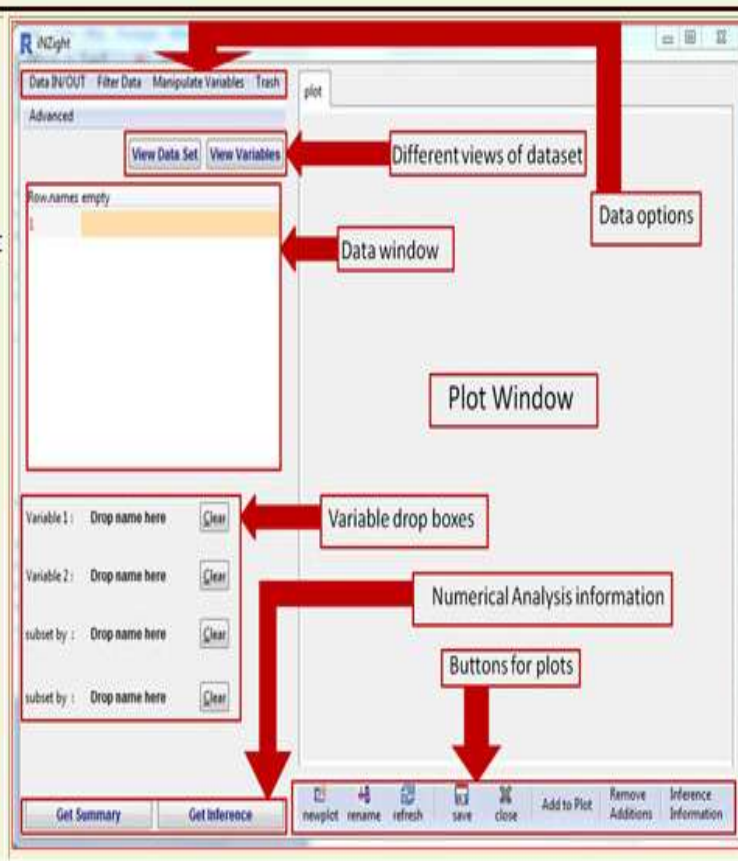 iNZight
Data IN/OUT Filter Data Manipulate Variables Trash
plot
Advanced
View Data Set View Variables
Different views of dataset
Row.names empty
1
Data options
Data window
Plot Window
Variable 1 : Drop name here Clear
Variable drop boxes
Variable 2 : Drop name here Clear
Numerical Analysis information
subset by : Drop name here Clear
Buttons for plots
subset by : Drop name here Clear
Get Summary Get Inference
newplot rename refresh save close Add to Plot Remove Additions Inference Information